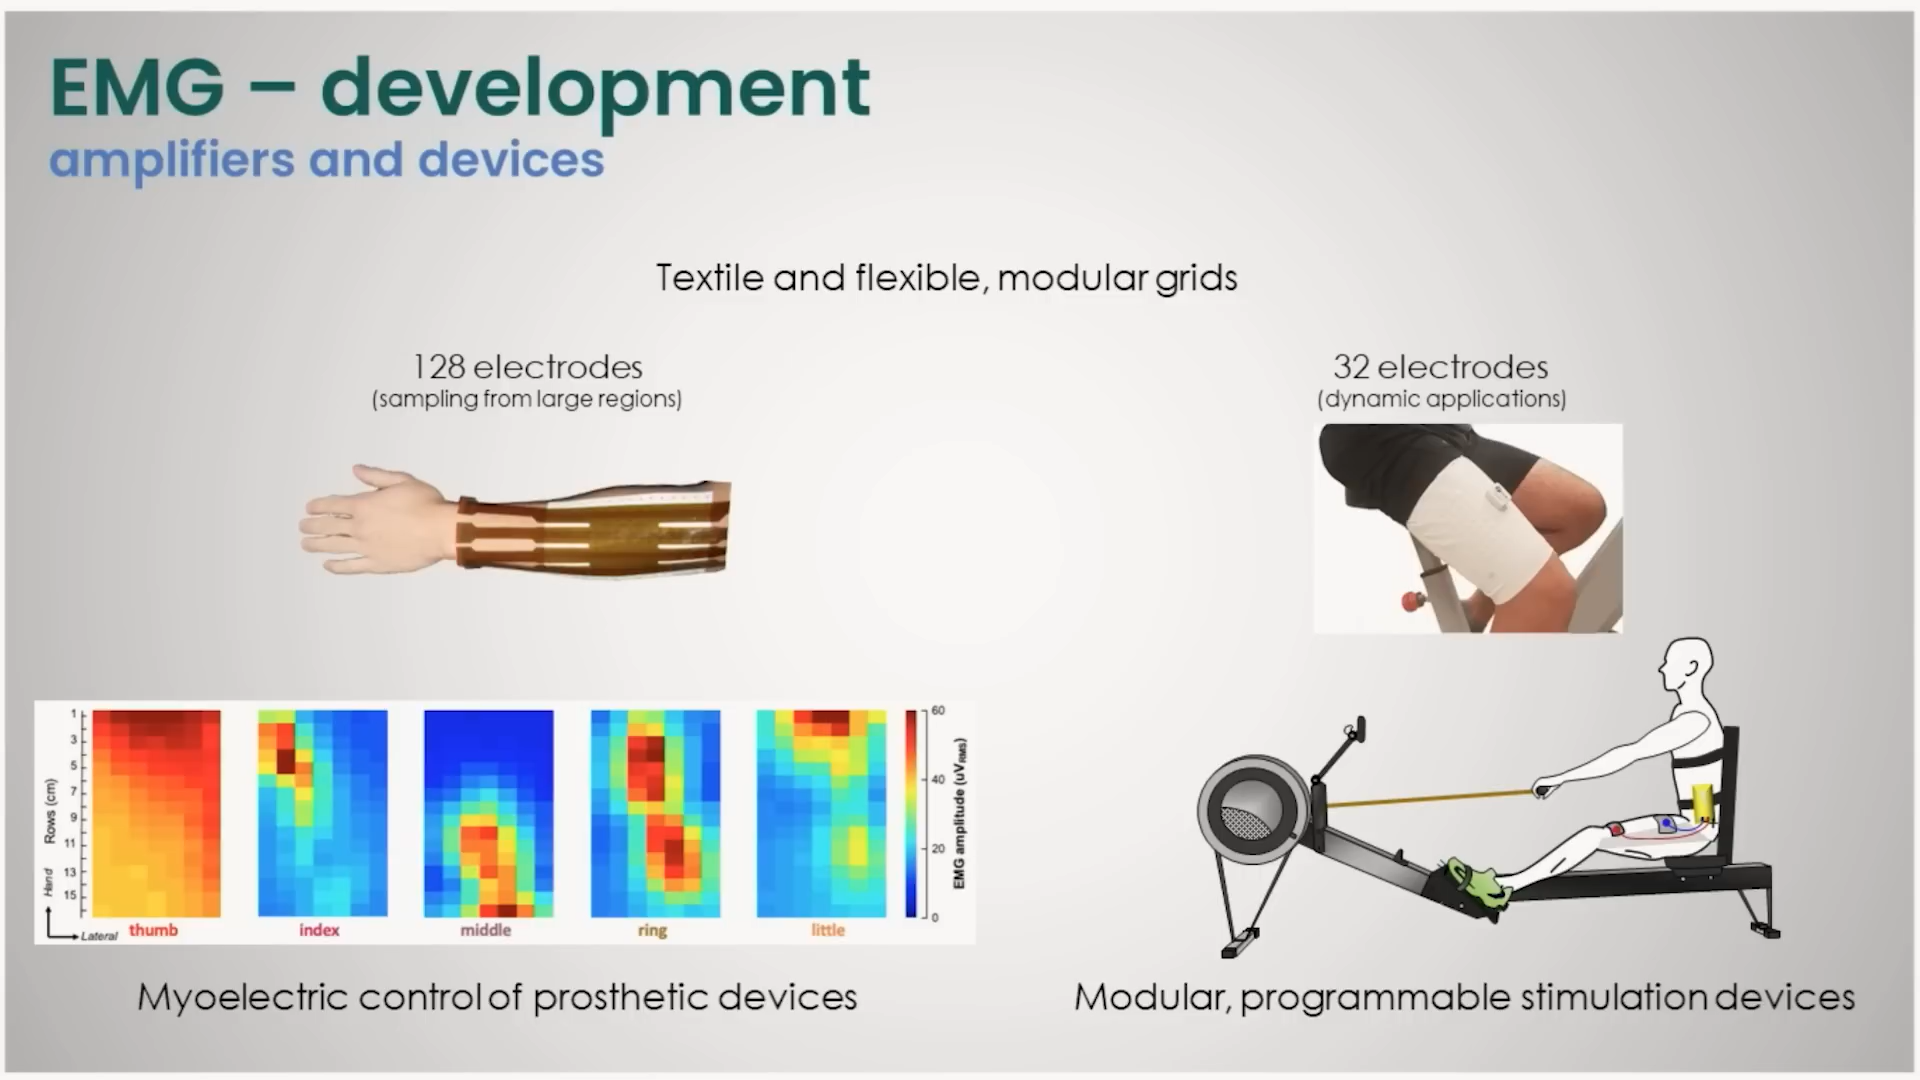 EMG – development
amplifiers and devices
Textile and flexible, modular grids
128 electrodes
(sampling from large regions)
32 electrodes
(dynamic applications)
1
3
5
7
9
11
13
15
Rows (cm)
Hand
Lateral
thumb
index
middle
ring
little
60
40
20
0
EMG amplitude (uVRMS)
Myoelectric control of prosthetic devices
Modular, programmable stimulation devices